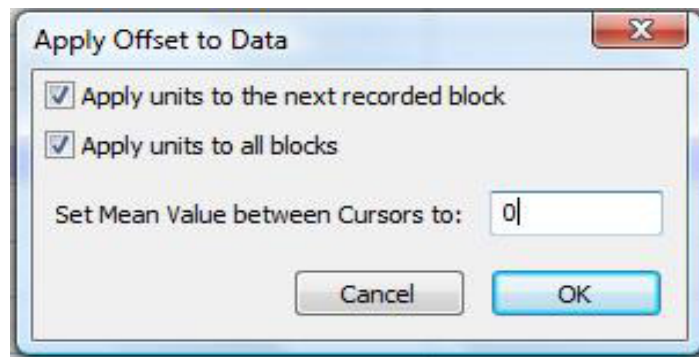 Apply Offset to Data
Apply units to the next recorded block
Apply units to all blocks
Set Mean Value between Cursors to: 0
Cancel OK